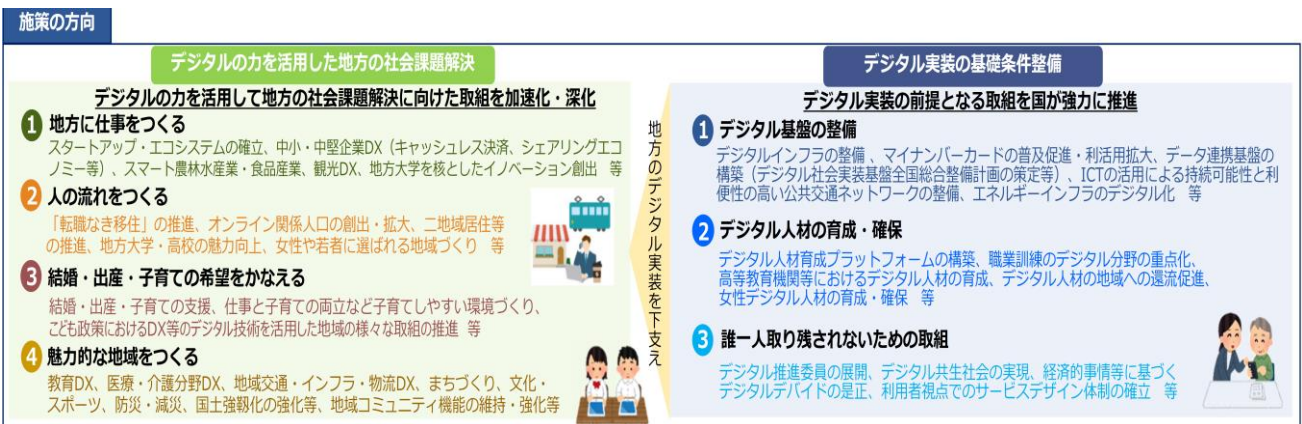 施策の方向
デジタルの力を活用した地方の社会課題解決
デジタルの力を活用して地方の社会課題解決に向けた取組を加速化・深化
1 地方に仕事をつくる
スタートアップ・エコシステムの確立、中小・中堅企業DX（キャッシュレス決済、シェアリングエコ
ノミー等）、スマート農林水産業・食品産業、観光DX、地方大学を核としたイノベーション創出　等
2 人の流れをつくる
「転職なき移住」の推進、オンライン関係人口の創出・拡大、二地域居住等
の推進、地方大学・高校の魅力向上、女性や若者に選ばれる地域づくり　等
3 結婚・出産・子育ての希望をかなえる
結婚・出産・子育ての支援、仕事と子育ての両立など子育てしやすい環境づくり、
こども政策におけるDX等のデジタル技術を活用した地域の様々な取組の推進　等
4 魅力的な地域をつくる
教育DX、医療・介護分野DX、地域交通・インフラ・物流DX、まちづくり、文化・
スポーツ、防災・減災、国土強靱化の強化等、地域コミュニティ機能の維持・強化等
地方のデジタル実装を下支え
デジタル実装の基礎条件整備
デジタル実装の前提となる取組を国が強力に推進
1 デジタル基盤の整備
デジタルインフラの整備 、マイナンバーカードの普及促進・利活用拡大、データ連携基盤の
構築（デジタル社会実装基盤全国総合整備計画の策定等）、ICTの活用による持続可能性と利
便性の高い公共交通ネットワークの整備、エネルギーインフラのデジタル化　等
2 デジタル人材の育成・確保
デジタル人材育成プラットフォームの構築、職業訓練のデジタル分野の重点化、
高等教育機関等におけるデジタル人材の育成、デジタル人材の地域への還流促進、
女性デジタル人材の育成・確保　等
3 誰一人取り残されないための取組
デジタル推進委員の展開、デジタル共生社会の実現、経済的事情等に基づく
デジタルデバイドの是正、利用者視点でのサービスデザイン体制の確立　等